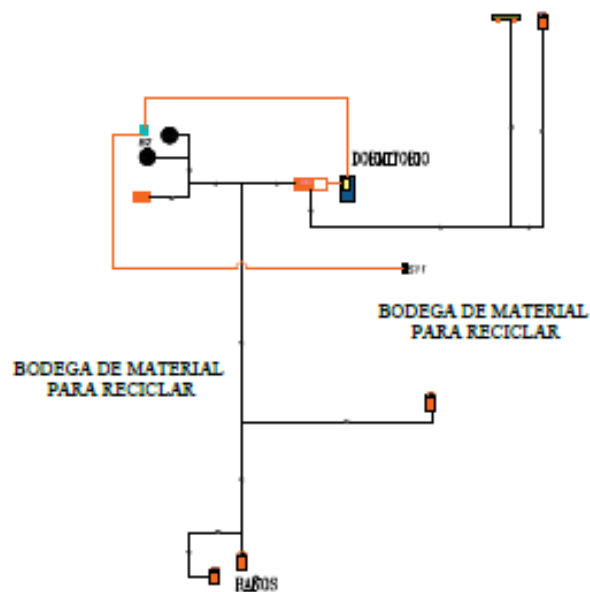 DORMITORIO
BODEGA DE MATERIAL
PARA RECICLAR
BODEGA DE MATERIAL
PARA RECICLAR
BAÑOS